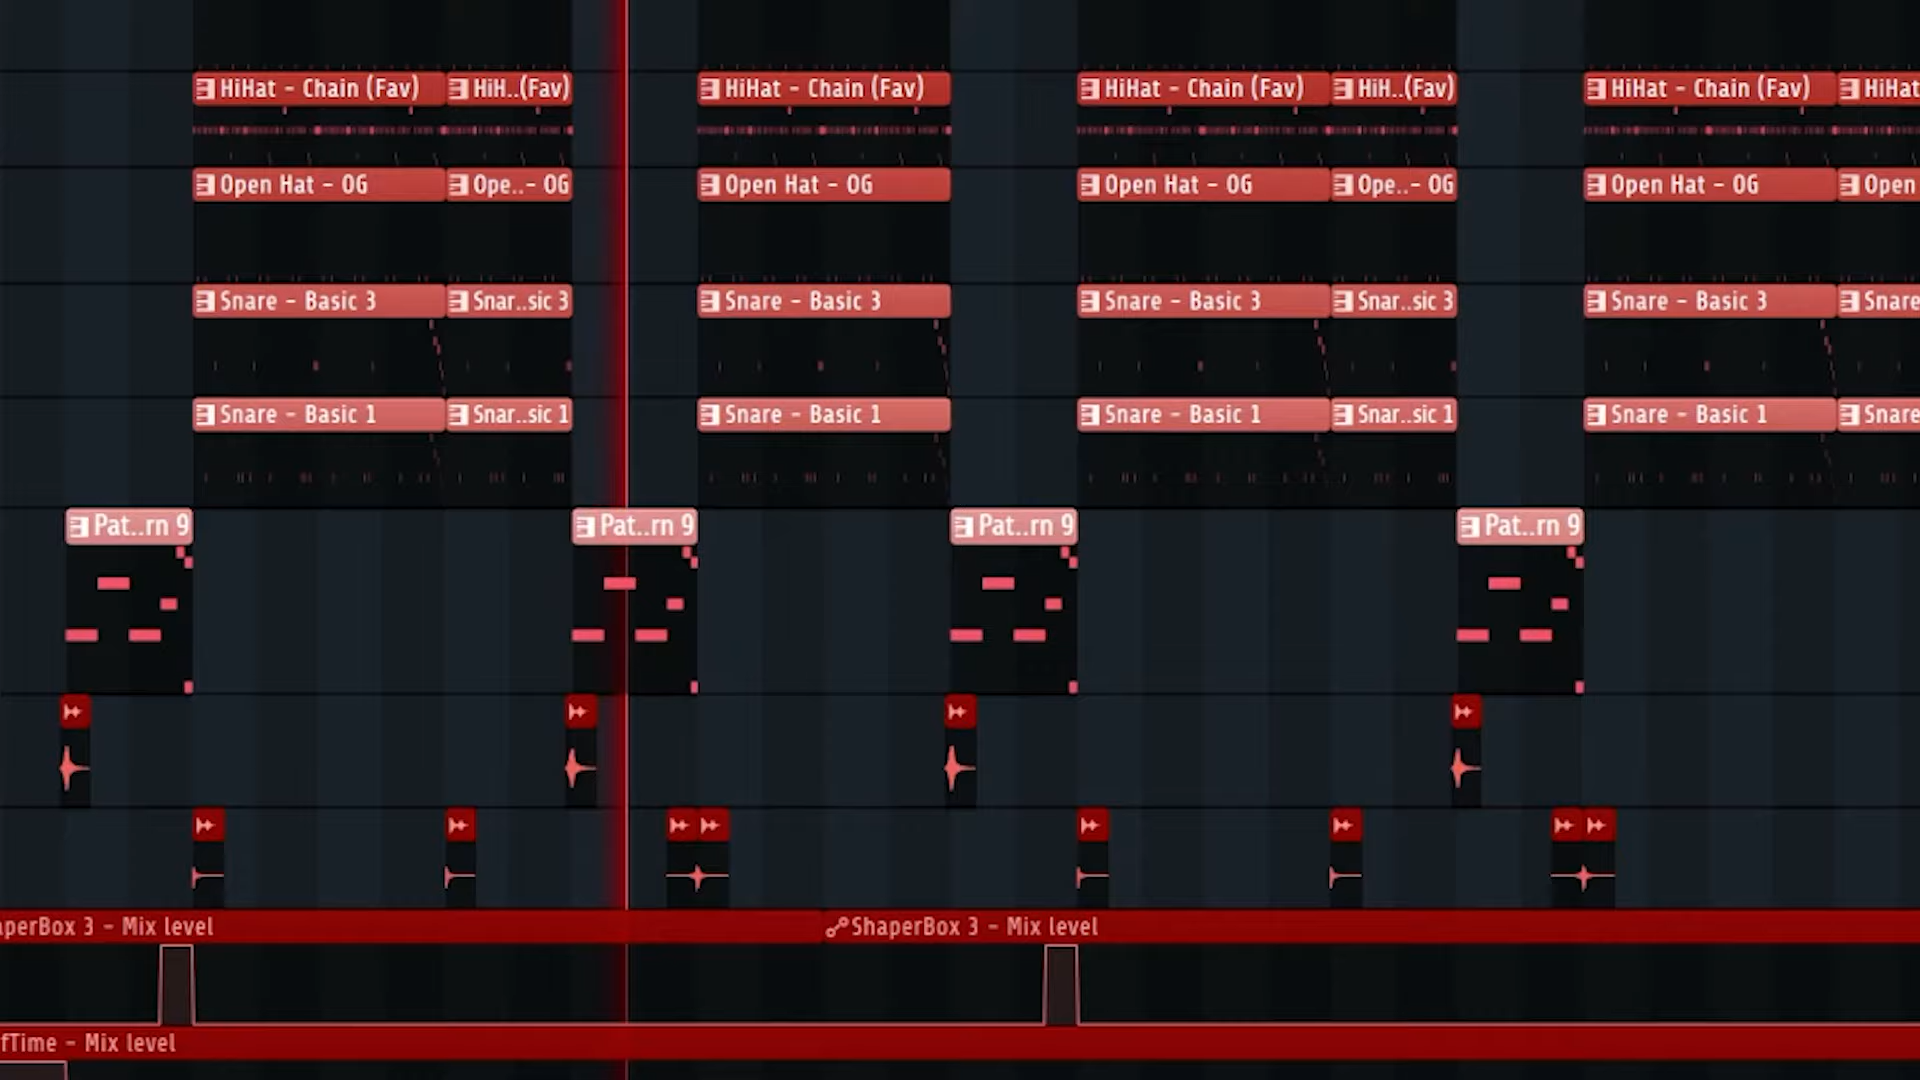 HiHat - Chain (Fav) HiH..(Fav) HiHat - Chain (Fav) HiHat - Chain (Fav) HiH..(Fav) HiHat - Chain (Fav) HiHat
Open Hat - OG Ope..- OG Open Hat - OG Open Hat - OG Ope..- OG Open Hat - OG Open
Snare - Basic 3 Snar..sic 3 Snare - Basic 3 Snare - Basic 3 Snar..sic 3 Snare - Basic 3 Snare
Snare - Basic 1 Snar..sic 1 Snare - Basic 1 Snare - Basic 1 Snar..sic 1 Snare - Basic 1 Snare
Pat..rn 9 Pat..rn 9 Pat..rn 9 Pat..rn 9
aperBox 3 - Mix level ShaperBox 3 - Mix level
fTime - Mix level